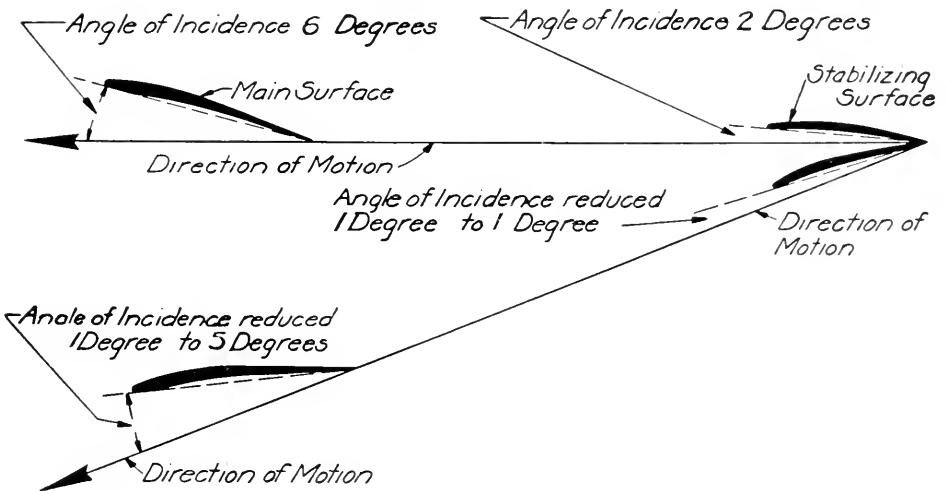 Angle of Incidence 6 Degrees
Angle of Incidence 2 Degrees
Main Surface
Stabilizing
Surface
Direction of Motion
Angle of Incidence reduced
1 Degree to 1 Degree
Direction of
Motion
Angle of Incidence reduced
1 Degree to 5 Degrees
Direction of Motion